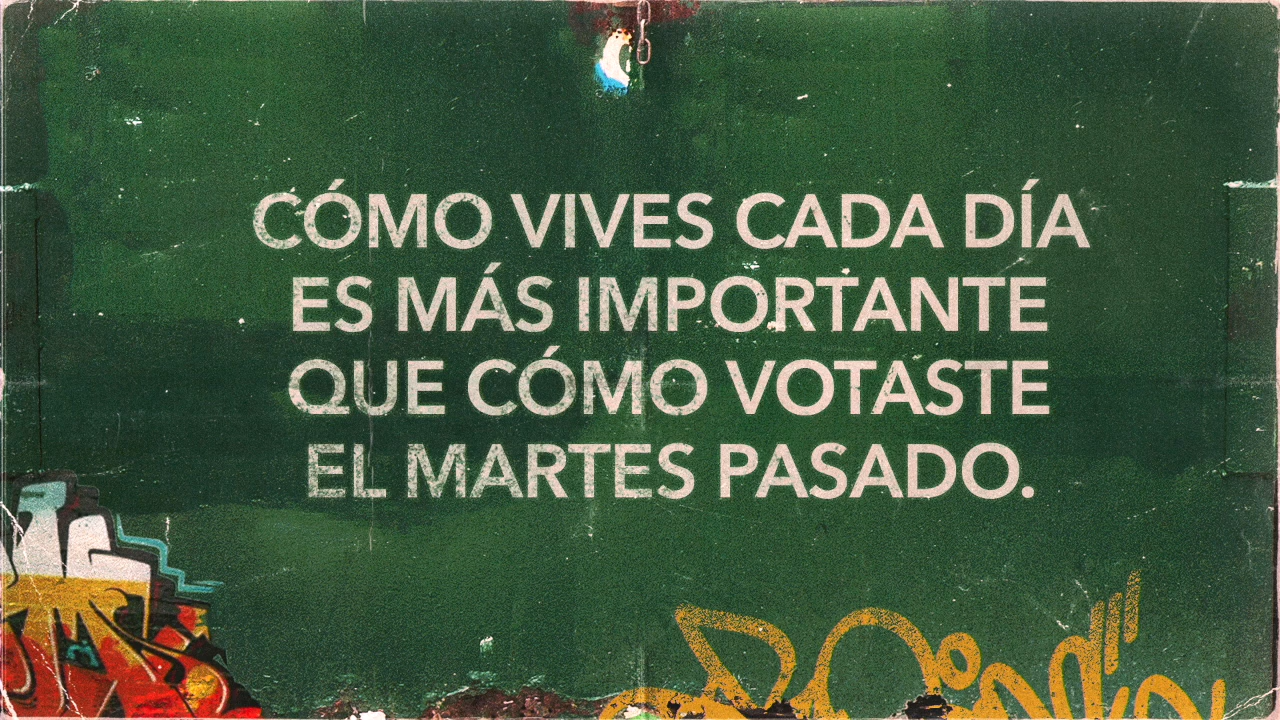 CÓMO VIVES CADA DÍA
ES MÁS IMPORTANTE
QUE CÓMO VOTASTE
EL MARTES PASADO.